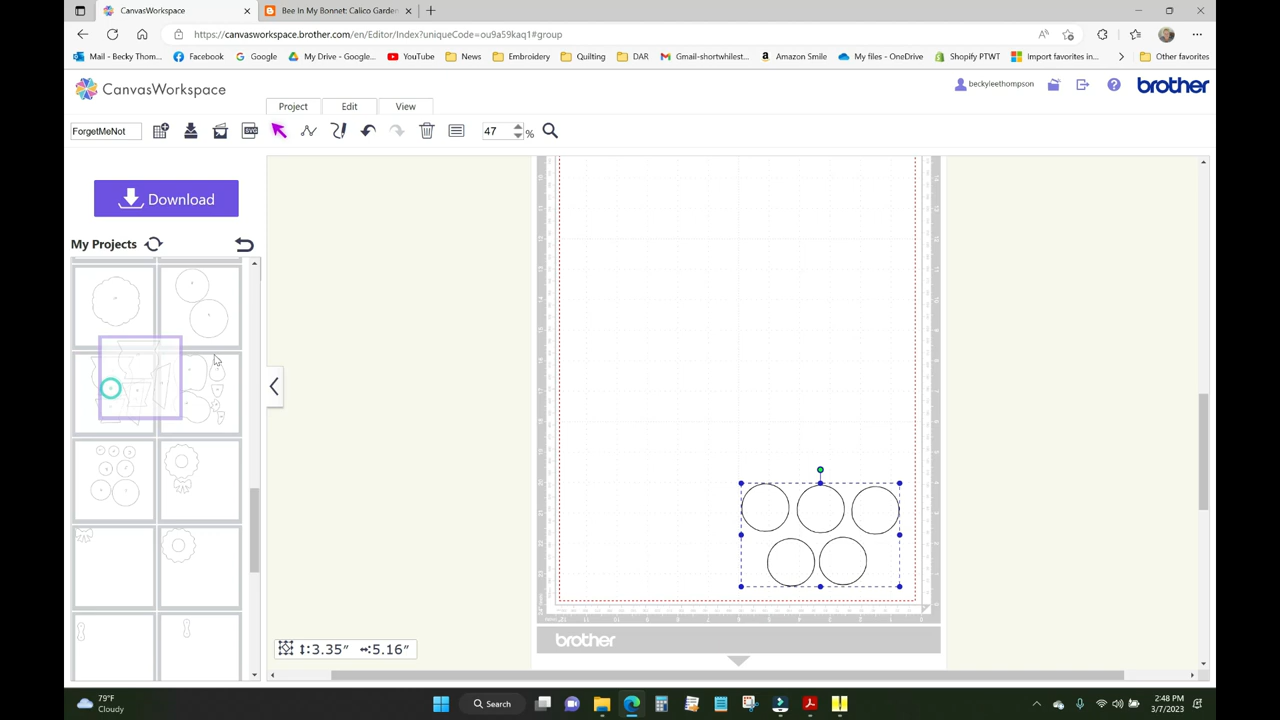 CanvasWorkspace
Bee In My Bonnet: Calico Garden
https://canvasworkspace.brother.com/en/Editor/Index?uniqueCode=ou9a59kaq1#group
Mail - Becky Thom...
Facebook
Google
My Drive - Google...
YouTube
News
Embroidery
Quilting
DAR
Gmail-shortwhilest...
Amazon Smile
My files - OneDrive
Shopify PTWT
Import favorites in...
Other favorites
CanvasWorkspace
beckyleethompson
brother
Project
Edit
View
ForgetMeNot
SVG
47
%
Download
My Projects
brother
3.35"
5.16"
79°F
Cloudy
Search
2:48 PM
3/7/2023